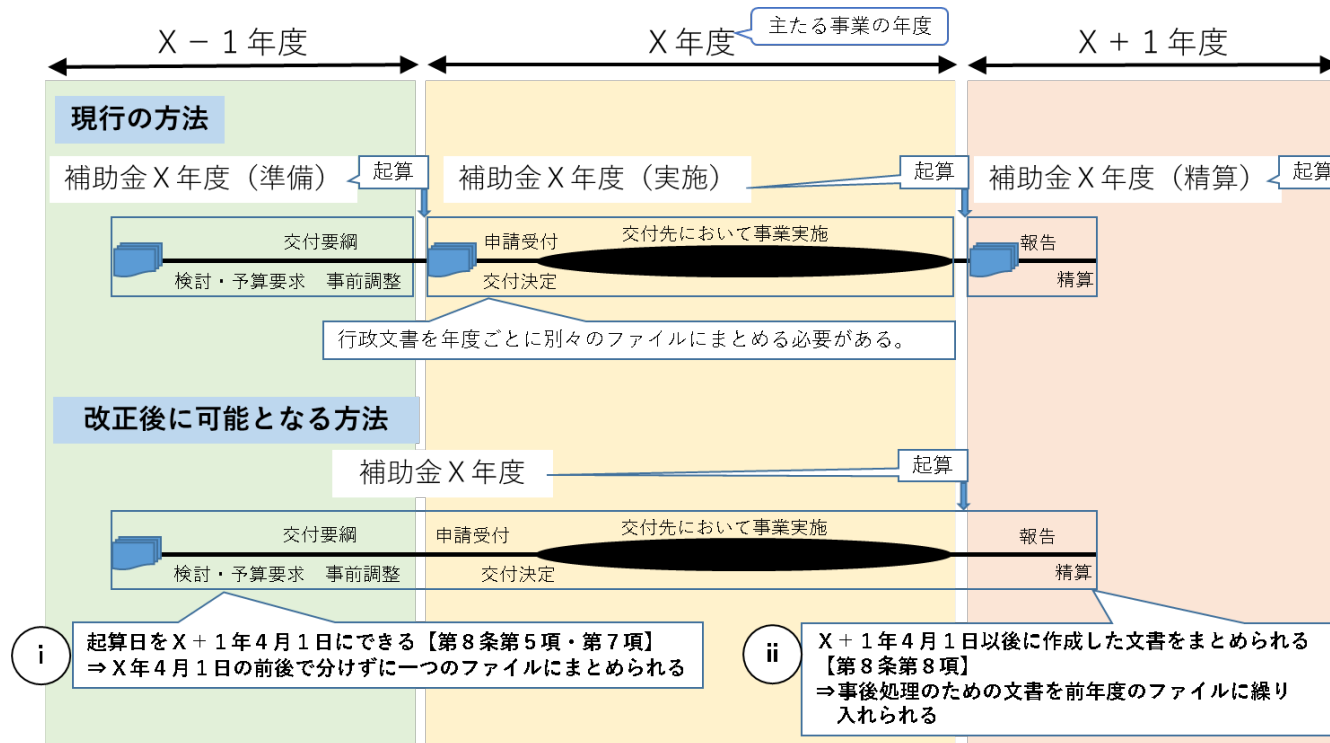 X－１年度
X年度
主たる事業の年度
X＋１年度
現行の方法
補助金X年度（準備）
起算
補助金X年度（実施）
起算
補助金X年度（精算）
起算
交付要綱
検討・予算要求　事前調整
申請受付
交付決定
交付先において事業実施
報告
精算
行政文書を年度ごとに別々のファイルにまとめる必要がある。
改正後に可能となる方法
補助金X年度
起算
交付要綱
検討・予算要求　事前調整
申請受付
交付決定
交付先において事業実施
報告
精算
i
起算日をX＋１年４月１日にできる【第８条第５項・第７項】
⇒X年４月１日の前後で分けずに一つのファイルにまとめられる
ii
X＋１年４月１日以後に作成した文書をまとめられる
【第８条第８項】
⇒事後処理のための文書を前年度のファイルに繰り
入れられる